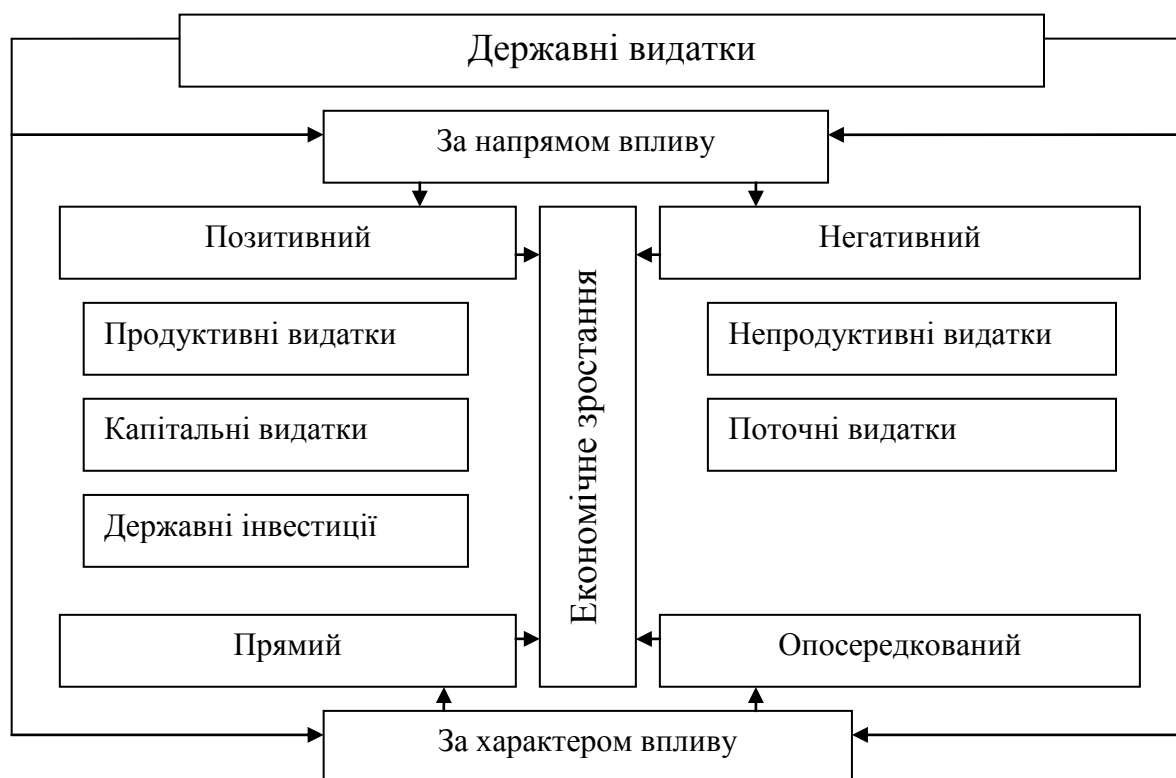 Державні видатки
За напрямом впливу
Позитивний
Негативний
Продуктивні видатки
Непродуктивні видатки
Капітальні видатки
Поточні видатки
Державні інвестиції
Економічне зростання
Прямий
Опосередкований
За характером впливу